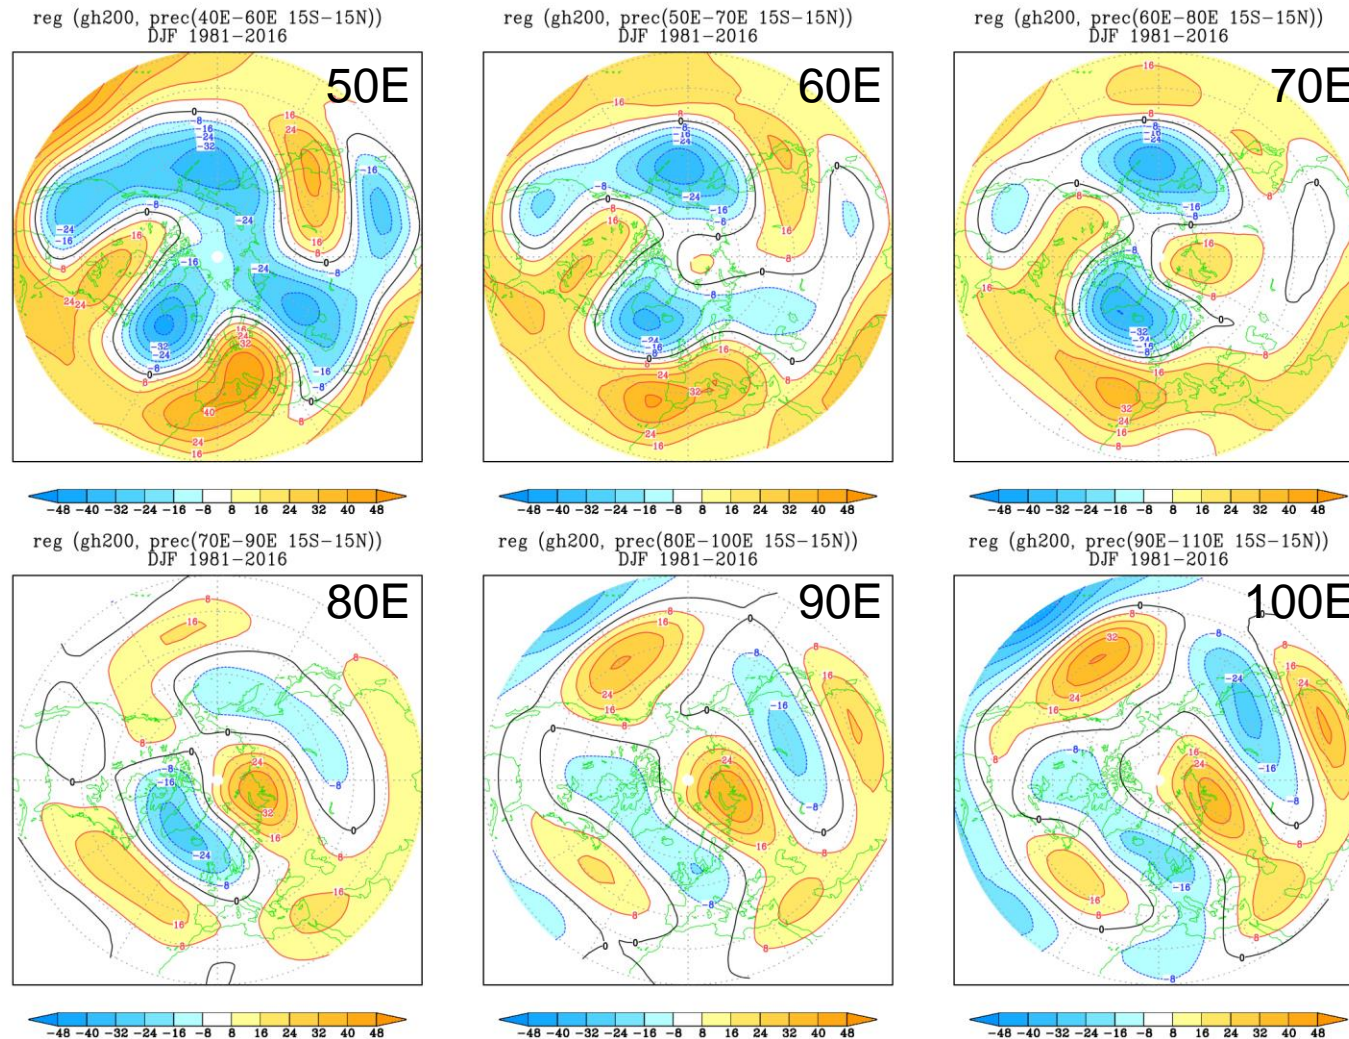 reg (gh200, prec(40E-60E 15S-15N))
DJF 1981-2016
50E
-48 -40 -32 -24 -16 -8 8 16 24 32 40 48
reg (gh200, prec(50E-70E 15S-15N))
DJF 1981-2016
60E
-48 -40 -32 -24 -16 -8 8 16 24 32 40 48
reg (gh200, prec(60E-80E 15S-15N))
DJF 1981-2016
70E
-48 -40 -32 -24 -16 -8 8 16 24 32 40 48
reg (gh200, prec(70E-90E 15S-15N))
DJF 1981-2016
80E
-48 -40 -32 -24 -16 -8 8 16 24 32 40 48
reg (gh200, prec(80E-100E 15S-15N))
DJF 1981-2016
90E
-48 -40 -32 -24 -16 -8 8 16 24 32 40 48
reg (gh200, prec(90E-110E 15S-15N))
DJF 1981-2016
100E
-48 -40 -32 -24 -16 -8 8 16 24 32 40 48